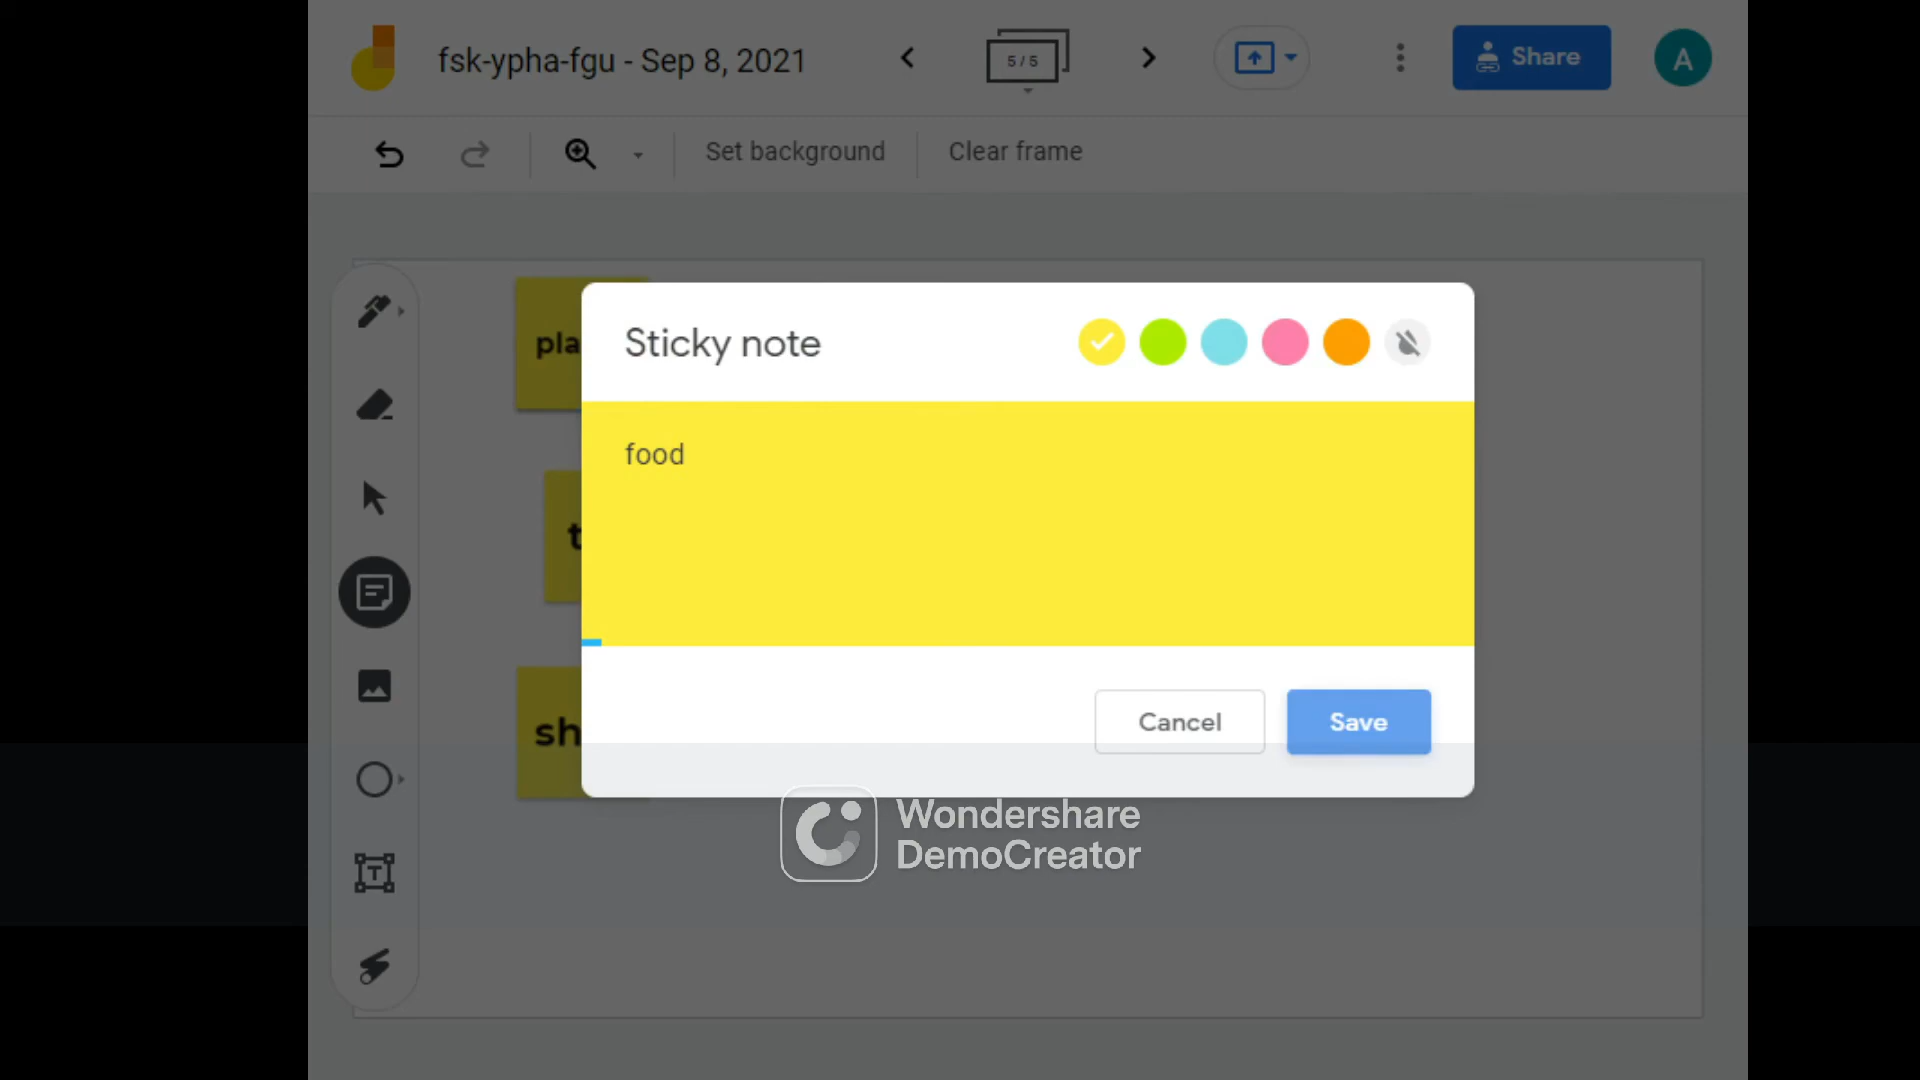 fsk-ypha-fgu - Sep 8, 2021
5 / 5
Share
A
Set background
Clear frame
pla
Sticky note
food
t
sh
Cancel
Save
Wondershare
DemoCreator